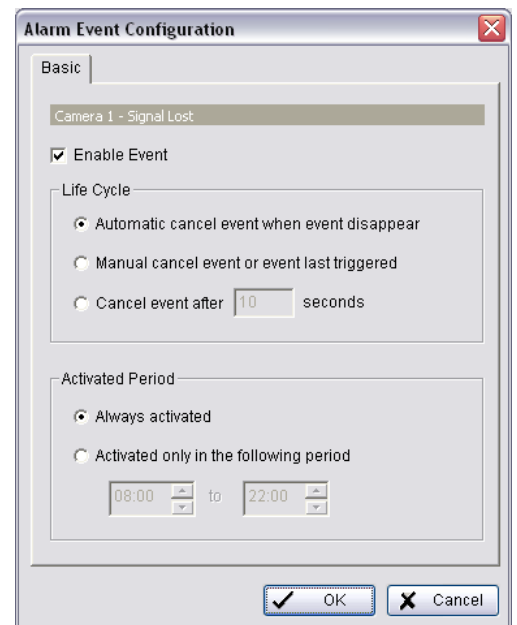 Alarm Event Configuration
Basic
Camera 1 - Signal Lost
Enable Event
Life Cycle
Automatic cancel event when event disappear
Manual cancel event or event last triggered
Cancel event after 10 seconds
Activated Period
Always activated
Activated only in the following period
08:00 to 22:00
OK Cancel